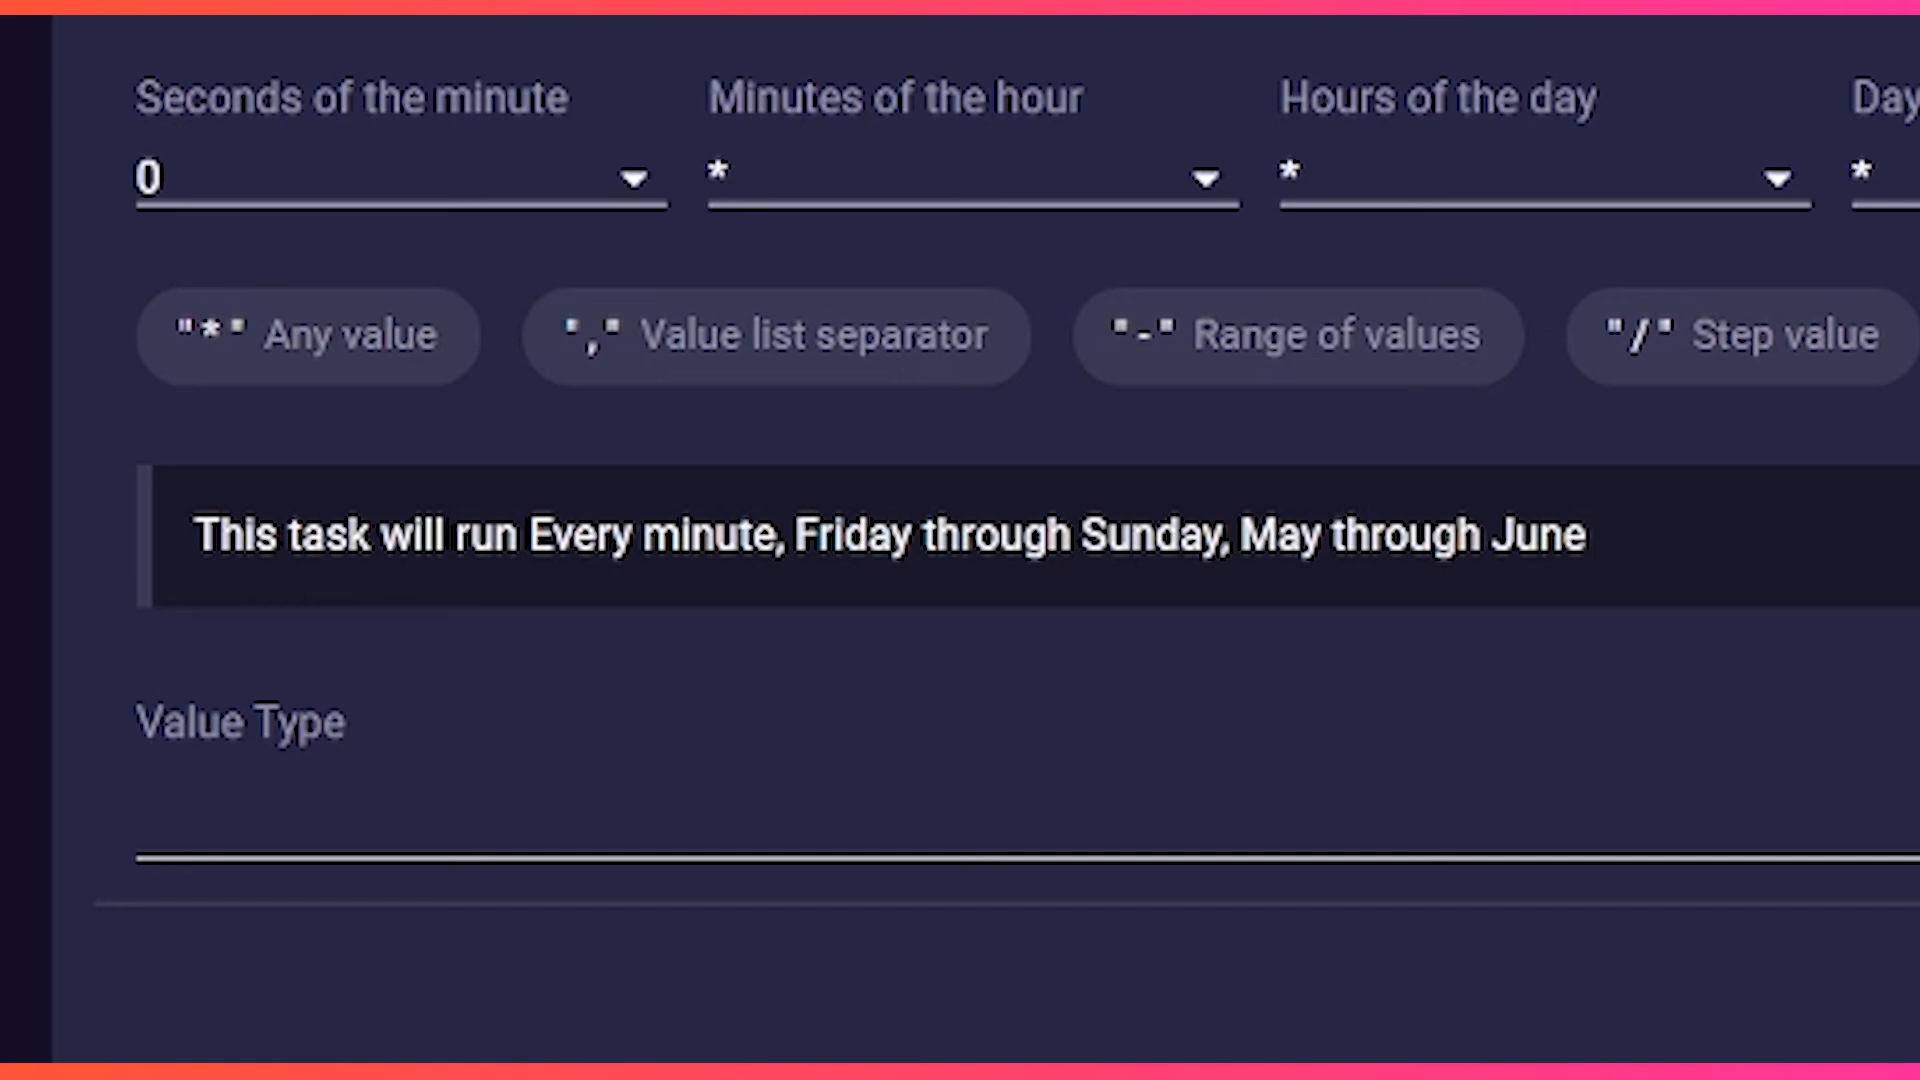 Seconds of the minute Minutes of the hour Hours of the day Day
0 * * *
"*" Any value "," Value list separator "-" Range of values "/" Step value
This task will run Every minute, Friday through Sunday, May through June
Value Type